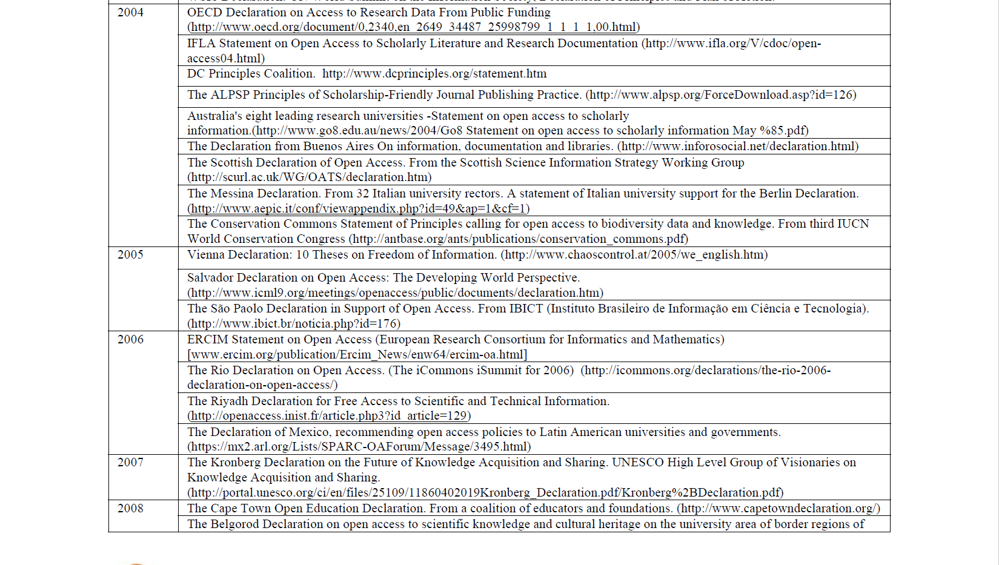 2004
OECD Declaration on Access to Research Data From Public Funding
(http://www.oecd.org/document/0,2340,en_2649_34487_25998799_1_1_1_1,00.html)
IFLA Statement on Open Access to Scholarly Literature and Research Documentation (http://www.ifla.org/V/cdoc/open-
access04.html)
DC Principles Coalition.  http://www.dcprinciples.org/statement.htm
The ALPSP Principles of Scholarship-Friendly Journal Publishing Practice. (http://www.alpsp.org/ForceDownload.asp?id=126)
Australia's eight leading research universities -Statement on open access to scholarly
information.(http://www.go8.edu.au/news/2004/Go8 Statement on open access to scholarly information May %85.pdf)
The Declaration from Buenos Aires On information, documentation and libraries. (http://www.inforosocial.net/declaration.html)
The Scottish Declaration of Open Access. From the Scottish Science Information Strategy Working Group
(http://scurl.ac.uk/WG/OATS/declaration.htm)
The Messina Declaration. From 32 Italian university rectors. A statement of Italian university support for the Berlin Declaration.
(http://www.aepic.it/conf/viewappendix.php?id=49&ap=1&cf=1)
The Conservation Commons Statement of Principles calling for open access to biodiversity data and knowledge. From third IUCN
World Conservation Congress (http://antbase.org/ants/publications/conservation_commons.pdf)
2005
Vienna Declaration: 10 Theses on Freedom of Information. (http://www.chaoscontrol.at/2005/we_english.htm)
Salvador Declaration on Open Access: The Developing World Perspective.
(http://www.icml9.org/meetings/openaccess/public/documents/declaration.htm)
The São Paolo Declaration in Support of Open Access. From IBICT (Instituto Brasileiro de Informação em Ciência e Tecnologia).
(http://www.ibict.br/noticia.php?id=176)
2006
ERCIM Statement on Open Access (European Research Consortium for Informatics and Mathematics)
[www.ercim.org/publication/Ercim_News/enw64/ercim-oa.html]
The Rio Declaration on Open Access. (The iCommons iSummit for 2006)  (http://icommons.org/declarations/the-rio-2006-
declaration-on-open-access/)
The Riyadh Declaration for Free Access to Scientific and Technical Information.
(http://openaccess.inist.fr/article.php3?id_article=129)
The Declaration of Mexico, recommending open access policies to Latin American universities and governments.
(https://mx2.arl.org/Lists/SPARC-OAForum/Message/3495.html)
2007
The Kronberg Declaration on the Future of Knowledge Acquisition and Sharing. UNESCO High Level Group of Visionaries on
Knowledge Acquisition and Sharing.
(http://portal.unesco.org/ci/en/files/25109/11860402019Kronberg_Declaration.pdf/Kronberg%2BDeclaration.pdf)
2008
The Cape Town Open Education Declaration. From a coalition of educators and foundations. (http://www.capetowndeclaration.org/)
The Belgorod Declaration on open access to scientific knowledge and cultural heritage on the university area of border regions of